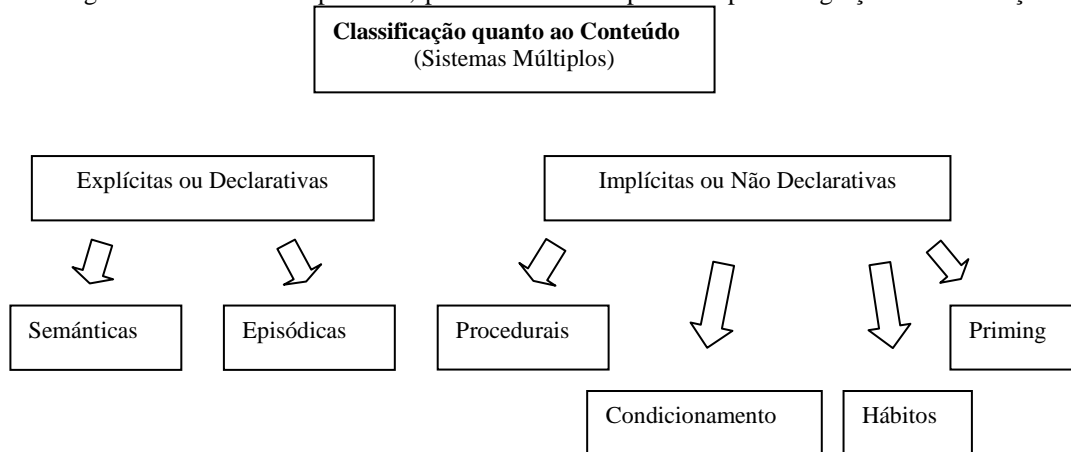 Classificação quanto ao Conteúdo
(Sistemas Múltiplos)
Explícitas ou Declarativas
Implícitas ou Não Declarativas
Semánticas
Episódicas
Procedurais
Priming
Condicionamento
Hábitos